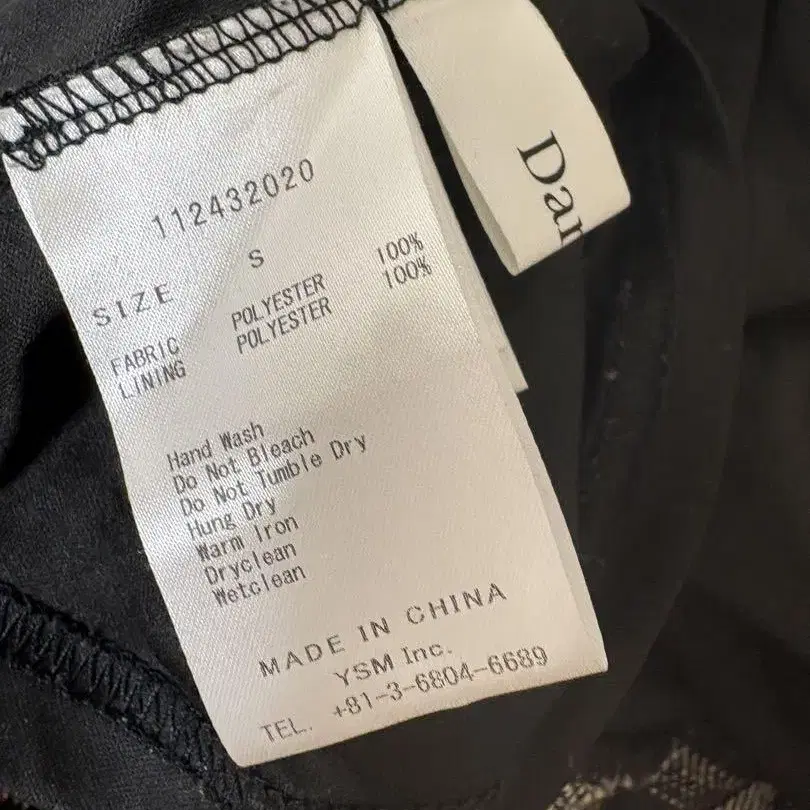 112432020
SIZE S
FABRIC POLYESTER 100%
LINING POLYESTER 100%
Hand Wash
Do Not Bleach
Do Not Tumble Dry
Hung Dry
Warm Iron
Dryclean
Wetclean
MADE IN CHINA
YSM Inc.
TEL. +81-3-6804-6689